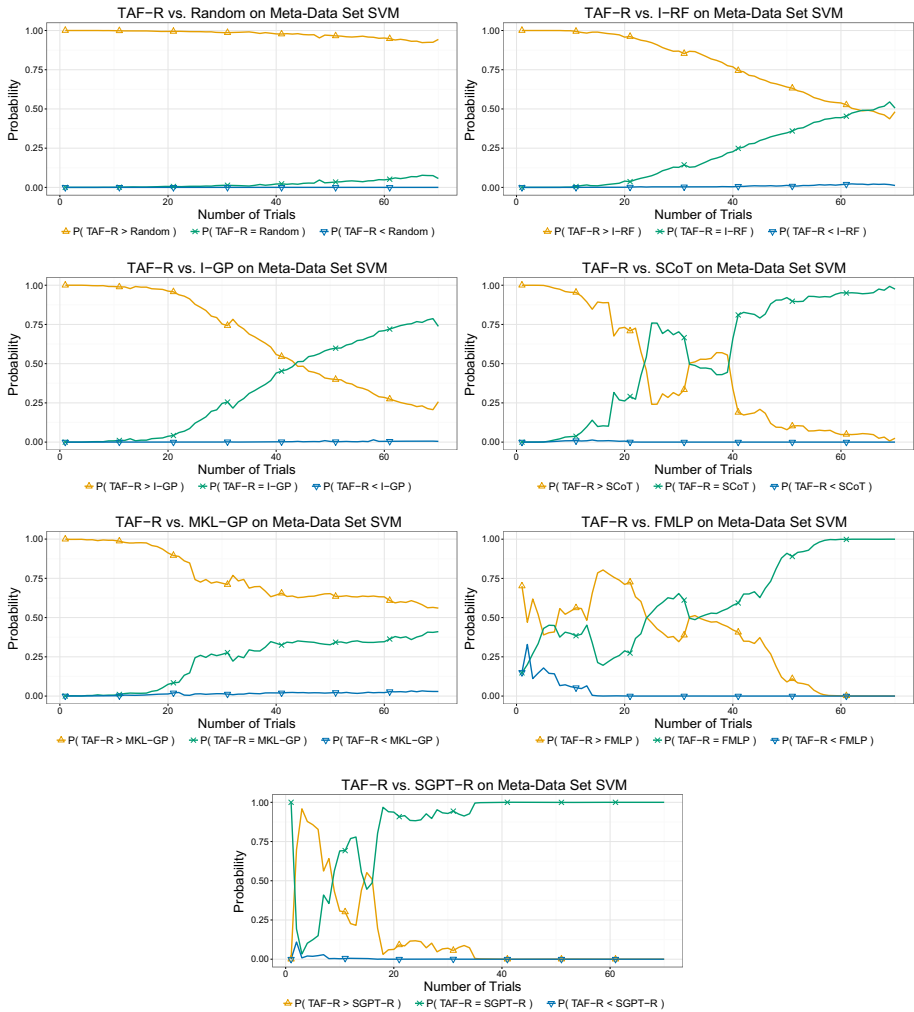 TAF−R vs. Random on Meta−Data Set SVM
1.00
0.75
0.50
0.25
0.00
Probability
0 20 40 60
Number of Trials
P( TAF−R > Random ) P( TAF−R = Random ) P( TAF−R < Random )
TAF−R vs. I−RF on Meta−Data Set SVM
1.00
0.75
0.50
0.25
0.00
Probability
0 20 40 60
Number of Trials
P( TAF−R > I−RF ) P( TAF−R = I−RF ) P( TAF−R < I−RF )
TAF−R vs. I−GP on Meta−Data Set SVM
1.00
0.75
0.50
0.25
0.00
Probability
0 20 40 60
Number of Trials
P( TAF−R > I−GP ) P( TAF−R = I−GP ) P( TAF−R < I−GP )
TAF−R vs. SCoT on Meta−Data Set SVM
1.00
0.75
0.50
0.25
0.00
Probability
0 20 40 60
Number of Trials
P( TAF−R > SCoT ) P( TAF−R = SCoT ) P( TAF−R < SCoT )
TAF−R vs. MKL−GP on Meta−Data Set SVM
1.00
0.75
0.50
0.25
0.00
Probability
0 20 40 60
Number of Trials
P( TAF−R > MKL−GP ) P( TAF−R = MKL−GP ) P( TAF−R < MKL−GP )
TAF−R vs. FMLP on Meta−Data Set SVM
1.00
0.75
0.50
0.25
0.00
Probability
0 20 40 60
Number of Trials
P( TAF−R > FMLP ) P( TAF−R = FMLP ) P( TAF−R < FMLP )
TAF−R vs. SGPT−R on Meta−Data Set SVM
1.00
0.75
0.50
0.25
0.00
Probability
0 20 40 60
Number of Trials
P( TAF−R > SGPT−R ) P( TAF−R = SGPT−R ) P( TAF−R < SGPT−R )